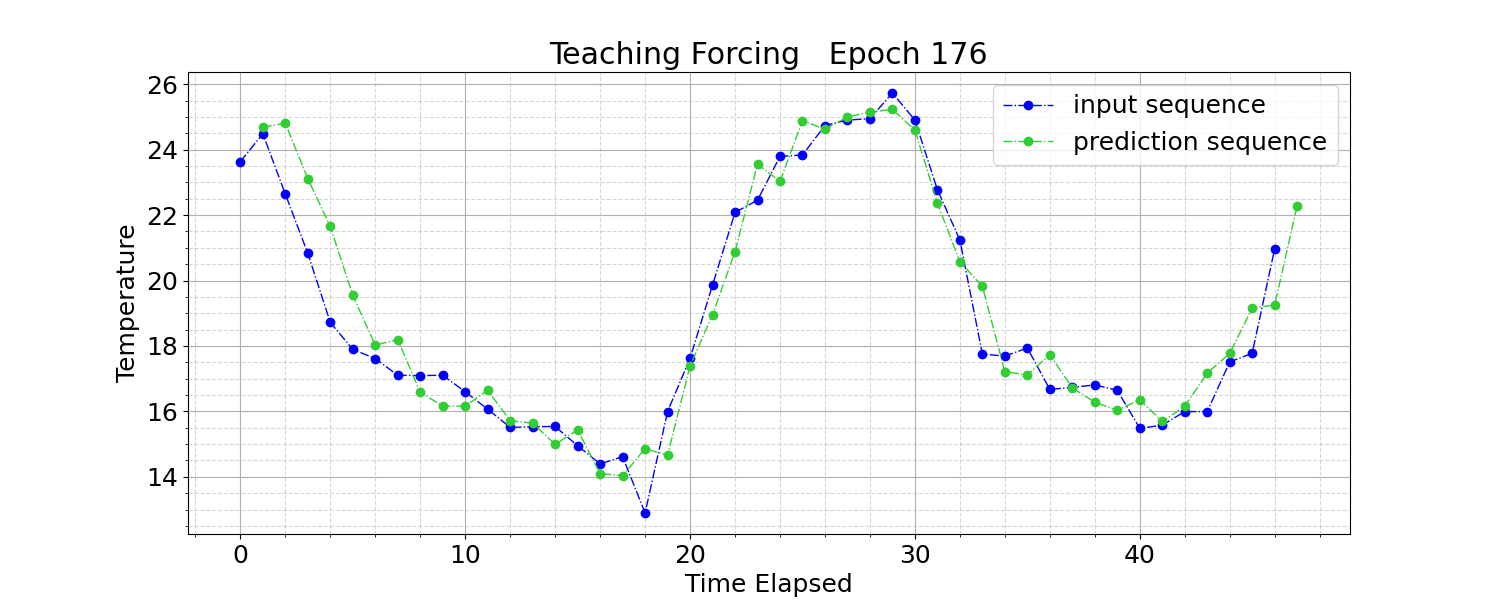 Teaching Forcing   Epoch 176
26
24
22
20
18
16
14
Temperature
input sequence
prediction sequence
0 10 20 30 40
Time Elapsed